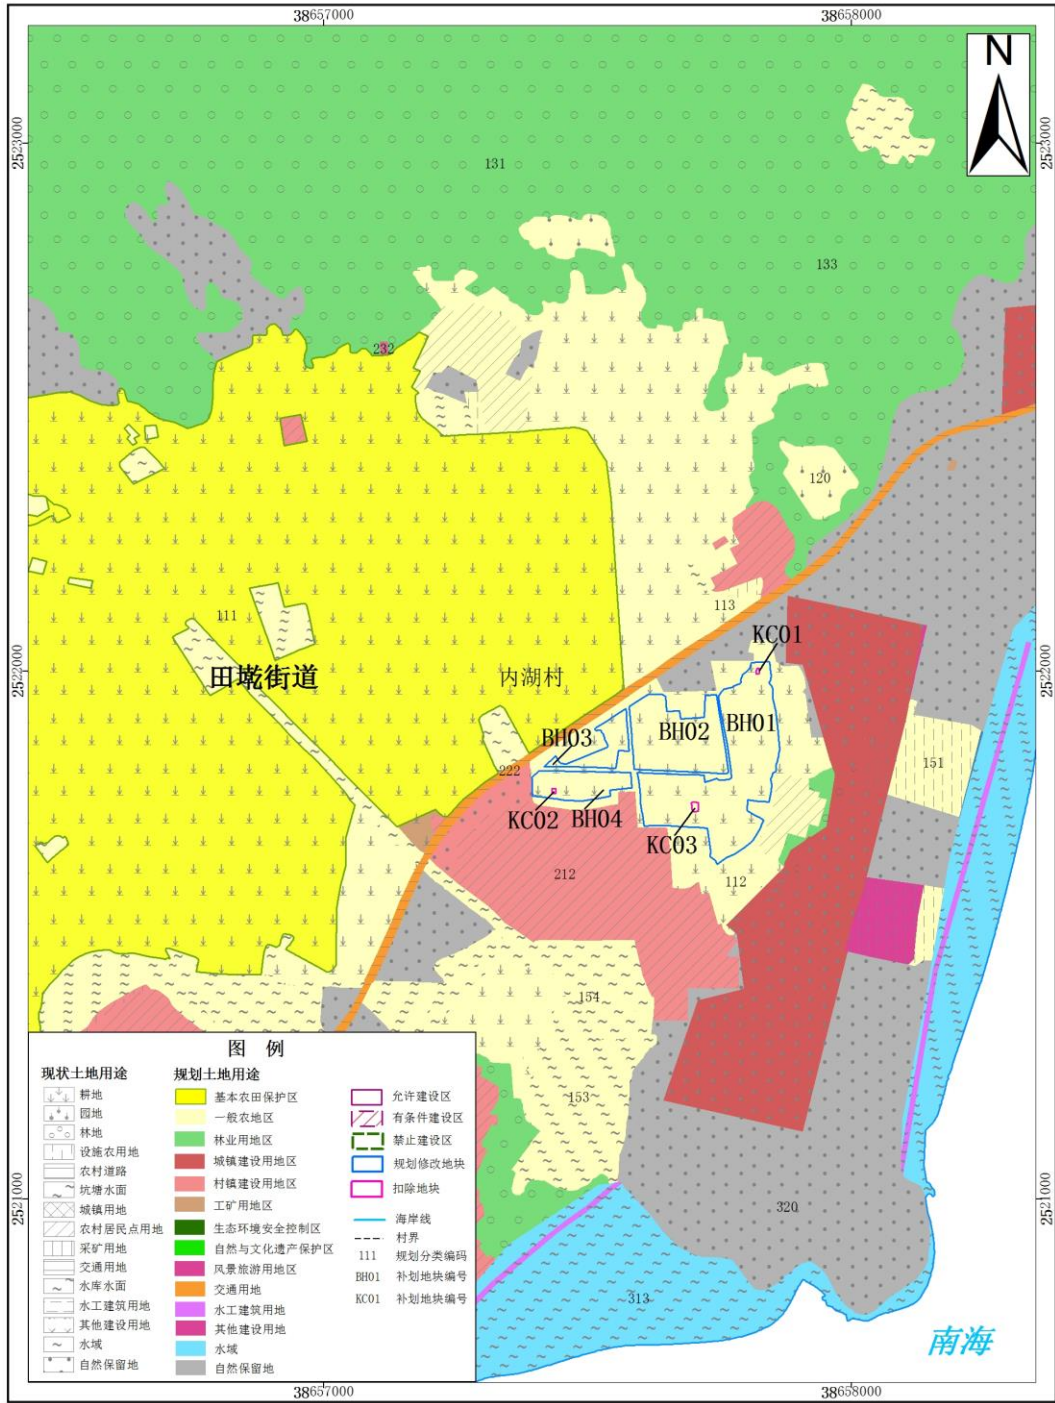 38657000
38658000
N
2523000
2523000
131
133
232
120
113
111
KC01
田墘街道
内湖村
2522000
2522000
BH03
BH02
BH01
222
151
KC02
BH04
KC03
212
112
154
153
320
313
2521000
2521000
南海
图 例
现状土地用途
耕地
园地
林地
设施农用地
农村道路
坑塘水面
城镇用地
农村居民点用地
采矿用地
交通用地
水库水面
水工建筑用地
其他建设用地
水域
自然保留地
规划土地用途
基本农田保护区
一般农地区
林业用地区
城镇建设用地区
村镇建设用地区
工矿用地区
生态环境安全控制区
自然与文化遗产保护区
风景旅游用地区
交通用地
水工建筑用地
其他建设用地
水域
自然保留地
允许建设区
有条件建设区
禁止建设区
规划修改地块
扣除地块
海岸线
村界
111 规划分类编码
BH01 补划地块编号
KC01 补划地块编号
38657000
38658000